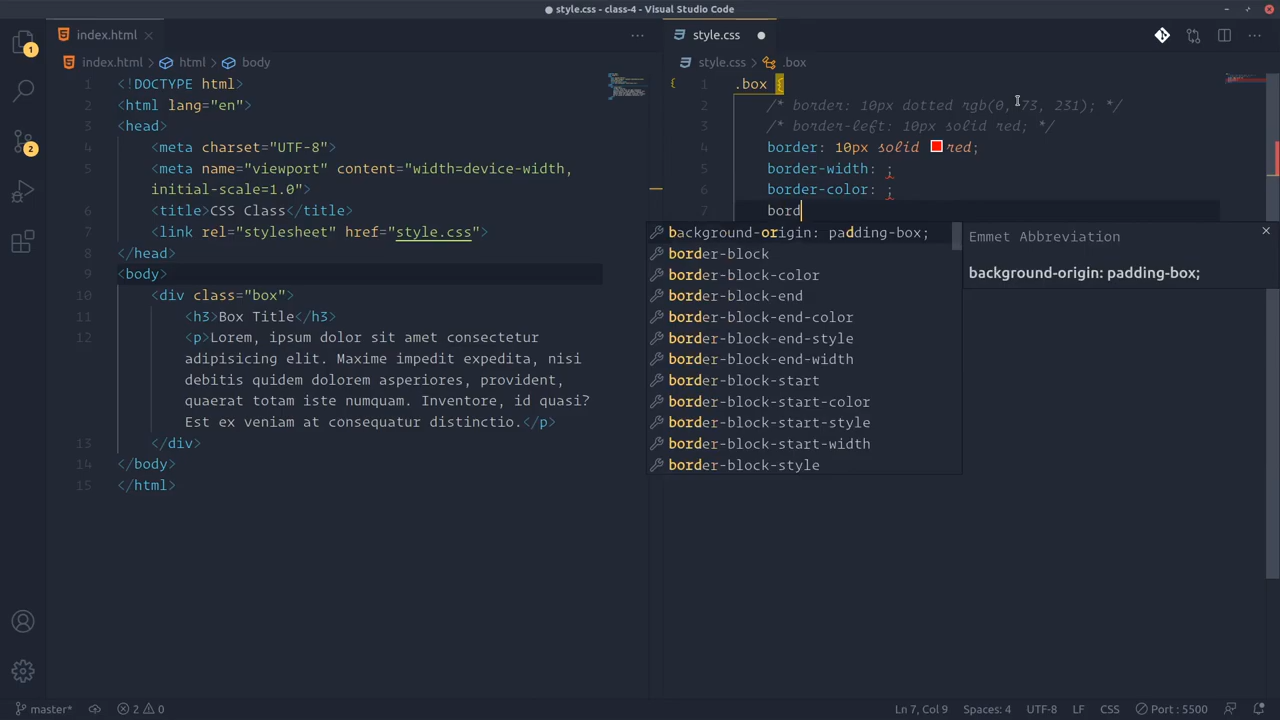 style.css - class-4 - Visual Studio Code
index.html
style.css
index.html
html
body
style.css
.box
1 <!DOCTYPE html>
2 <html lang="en">
3 <head>
4 <meta charset="UTF-8">
5 <meta name="viewport" content="width=device-width,
initial-scale=1.0">
6 <title>CSS Class</title>
7 <link rel="stylesheet" href="style.css">
8 </head>
9 <body>
10 <div class="box">
11 <h3>Box Title</h3>
12 <p>Lorem, ipsum dolor sit amet consectetur
adipisicing elit. Maxime impedit expedita, nisi
debitis quidem dolorem asperiores, provident,
quaerat totam iste numquam. Inventore, id quasi?
Est ex veniam at consequatur distinctio.</p>
13 </div>
14 </body>
15 </html>
{ 1 .box {
2 /* border: 10px dotted rgb(0, 73, 231); */
3 /* border-left: 10px solid red; */
4 border: 10px solid red;
5 border-width: ;
6 border-color: ;
7 bord
background-origin: padding-box;
border-block
border-block-color
border-block-end
border-block-end-color
border-block-end-style
border-block-end-width
border-block-start
border-block-start-color
border-block-start-style
border-block-start-width
border-block-style
Emmet Abbreviation
background-origin: padding-box;
1
2
master* 2 0
Ln 7, Col 9 Spaces: 4 UTF-8 LF CSS Port : 5500